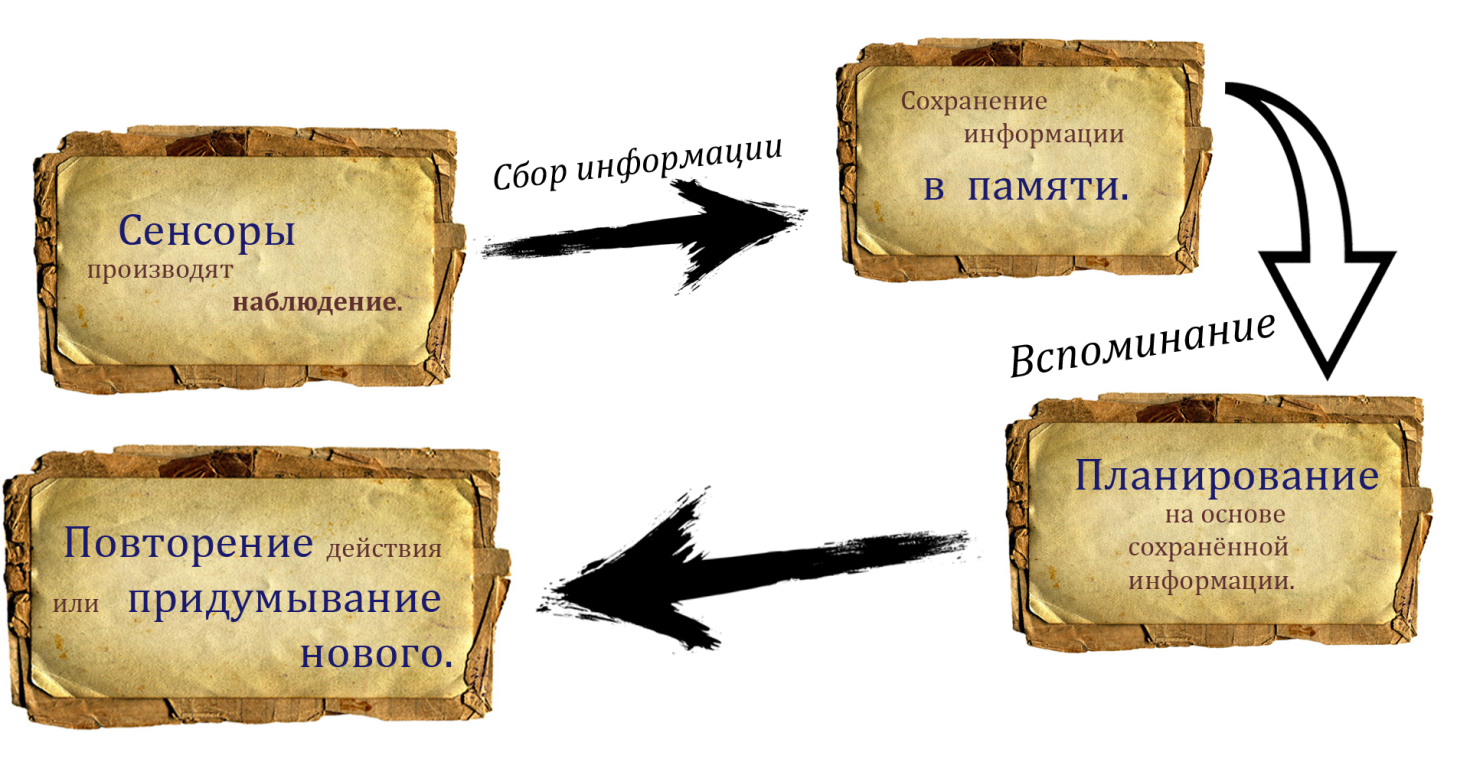 Сенсоры
производят
наблюдение.
Сбор информации
Сохранение
информации
в памяти.
Вспоминание
Планирование
на основе
сохранённой
информации.
Повторение действия
или придумывание
нового.